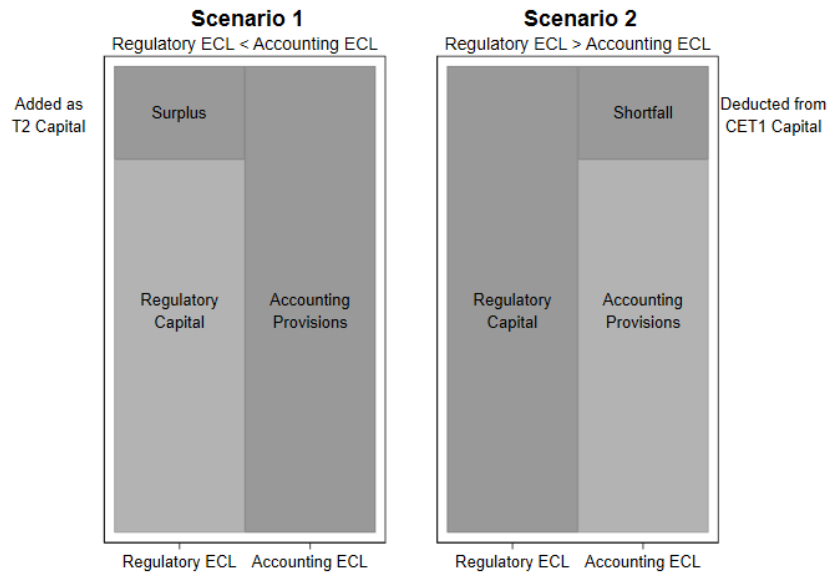 Scenario 1
Regulatory ECL < Accounting ECL
Added as
T2 Capital
Surplus
Regulatory
Capital
Accounting
Provisions
Regulatory ECL
Accounting ECL
Scenario 2
Regulatory ECL > Accounting ECL
Shortfall
Deducted from
CET1 Capital
Regulatory
Capital
Accounting
Provisions
Regulatory ECL
Accounting ECL